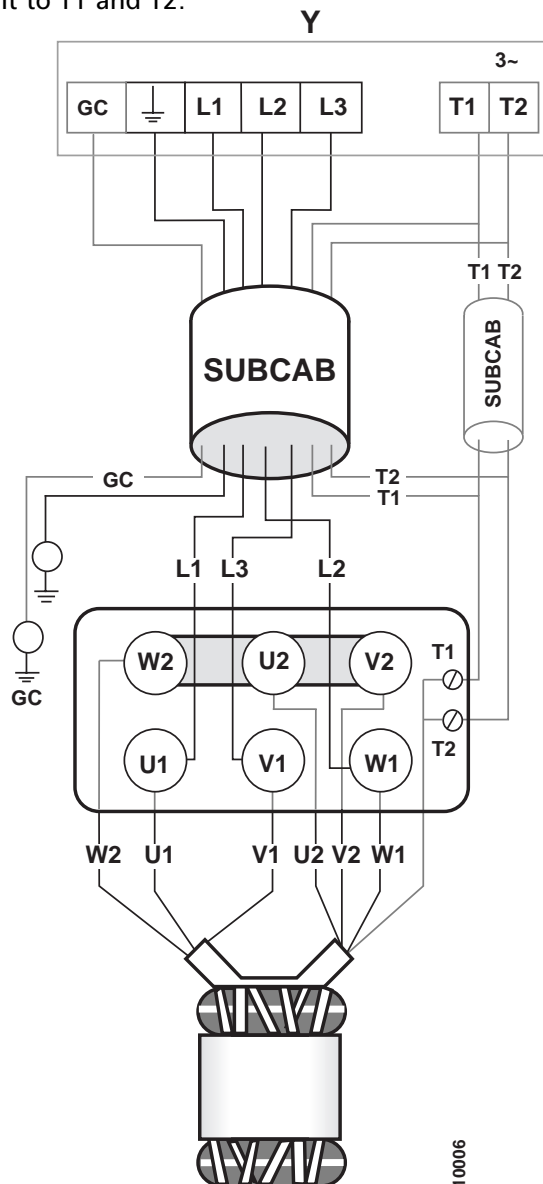 it to T1 and T2.
Y
3~
GC L1 L2 L3 T1 T2
T1 T2
SUBCAB
SUBCAB
GC
T2
T1
L1 L3 L2
W2 U2 V2
T1
U1 V1 W1
T2
GC
W2 U1 V1 U2 V2 W1
10006